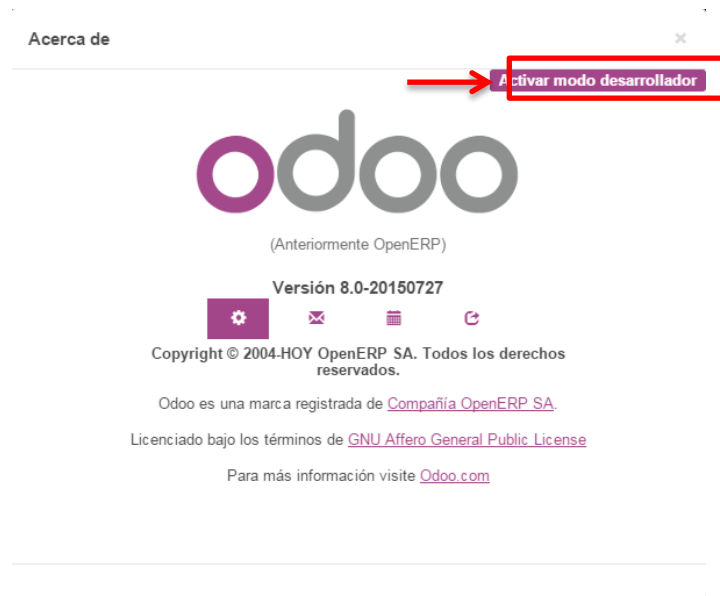 Acerca de
×
Activar modo desarrollador
odoo
(Anteriormente OpenERP)
Versión 8.0-20150727
Copyright © 2004-HOY OpenERP SA. Todos los derechos
reservados.
Odoo es una marca registrada de Compañía OpenERP SA.
Licenciado bajo los términos de GNU Affero General Public License
Para más información visite Odoo.com